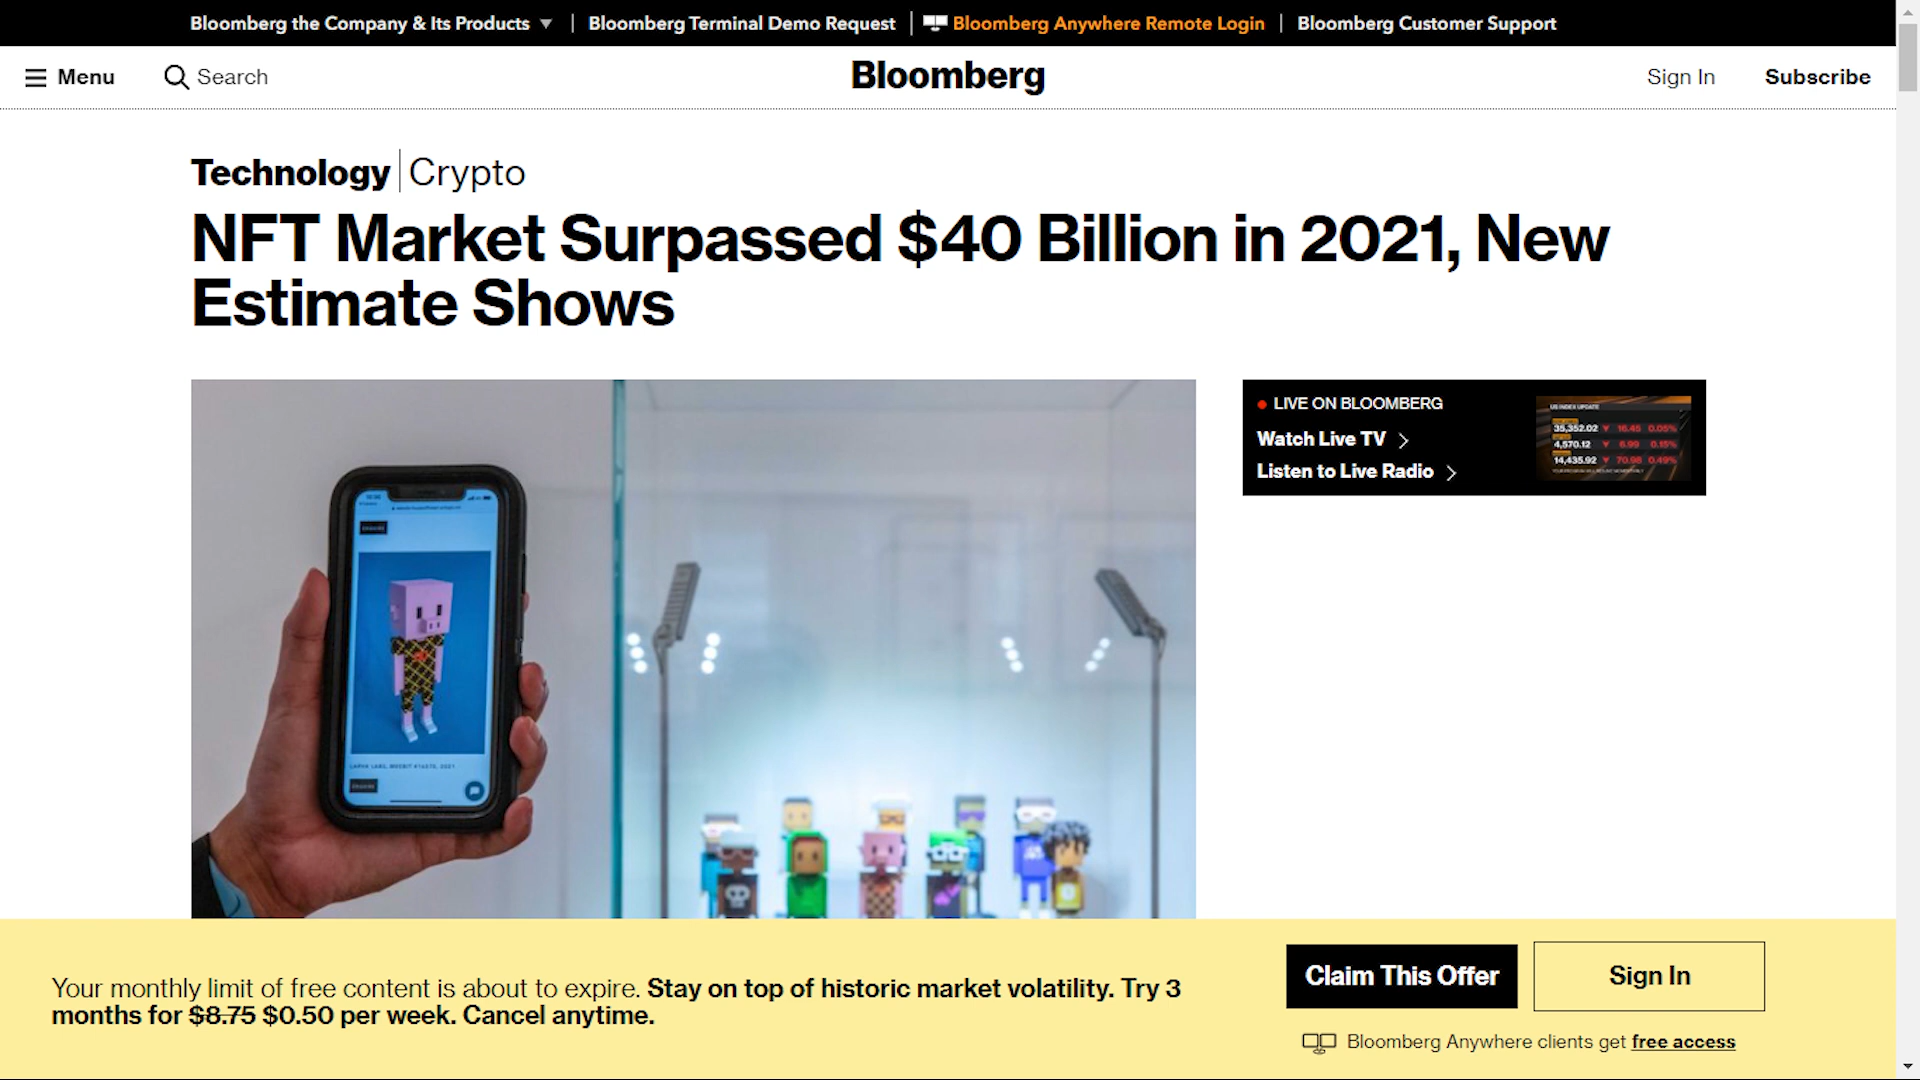 Bloomberg the Company & Its Products ▼ | Bloomberg Terminal Demo Request | Bloomberg Anywhere Remote Login | Bloomberg Customer Support
Menu Search Bloomberg Sign In Subscribe
Technology | Crypto
NFT Market Surpassed $40 Billion in 2021, New
Estimate Shows
LIVE ON BLOOMBERG
Watch Live TV
Listen to Live Radio
US INDEX UPDATE
35,352.02 ▼ 16.45 0.05%
4,570.12 ▼ 6.99 0.15%
14,435.92 ▼ 70.98 0.49%
Your monthly limit of free content is about to expire. Stay on top of historic market volatility. Try 3
months for $8.75 $0.50 per week. Cancel anytime.
Claim This Offer
Sign In
Bloomberg Anywhere clients get free access